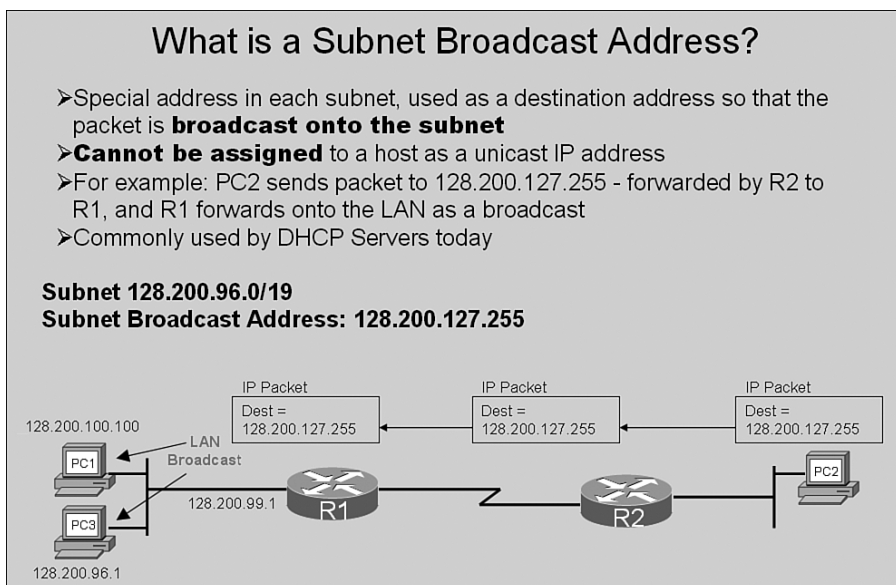 What is a Subnet Broadcast Address?
➢Special address in each subnet, used as a destination address so that the
packet is broadcast onto the subnet
➢Cannot be assigned to a host as a unicast IP address
➢For example: PC2 sends packet to 128.200.127.255 - forwarded by R2 to
R1, and R1 forwards onto the LAN as a broadcast
➢Commonly used by DHCP Servers today
Subnet 128.200.96.0/19
Subnet Broadcast Address: 128.200.127.255
IP Packet
Dest =
128.200.127.255
IP Packet
Dest =
128.200.127.255
IP Packet
Dest =
128.200.127.255
128.200.100.100
PC1
LAN
Broadcast
PC3
128.200.96.1
128.200.99.1
R1
R2
PC2